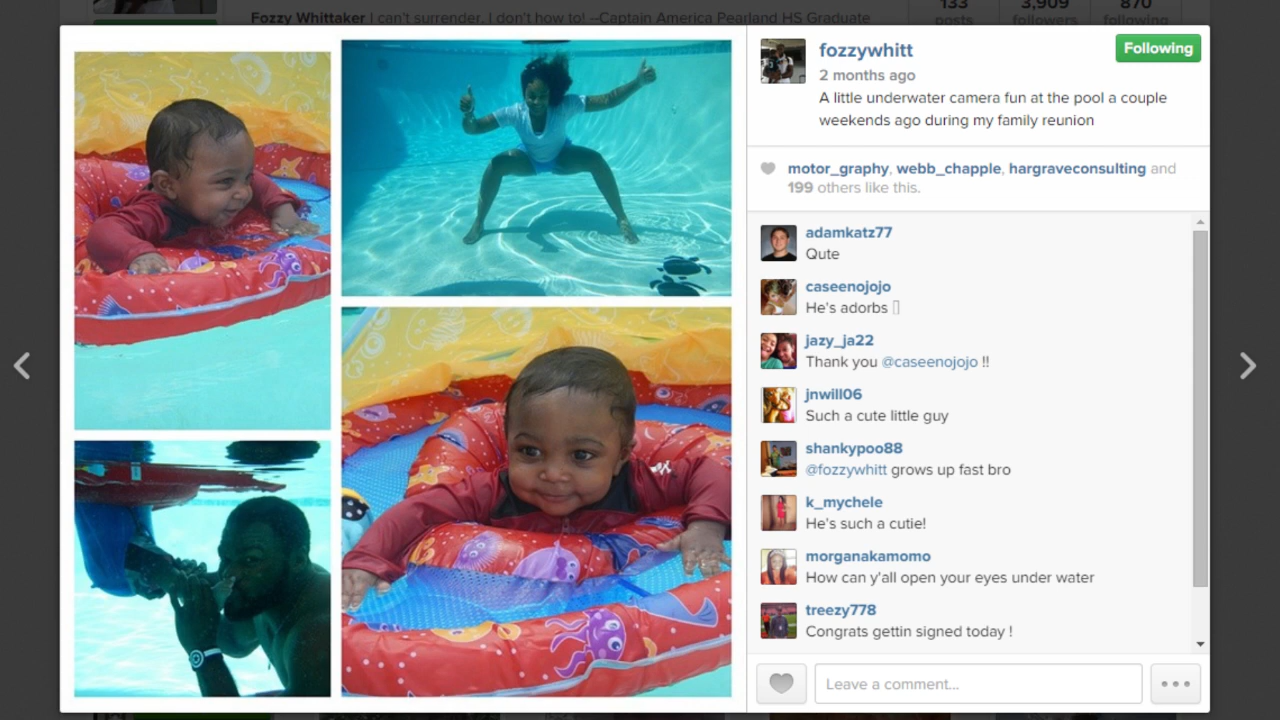 Fozzy Whittaker I can't surrender. I don't how to! --Captain America Pearland HS Graduate
133
3,909
870
posts
followers
following
fozzywhitt
Following
2 months ago
A little underwater camera fun at the pool a couple
weekends ago during my family reunion
motor_graphy, webb_chapple, hargraveconsulting and
199 others like this.
adamkatz77
Qute
caseenojojo
He's adorbs
jazy_ja22
Thank you @caseenojojo !!
jnwill06
Such a cute little guy
shankypoo88
@fozzywhitt grows up fast bro
k_mychele
He's such a cutie!
morganakamomo
How can y'all open your eyes under water
treezy778
Congrats gettin signed today !
Leave a comment...